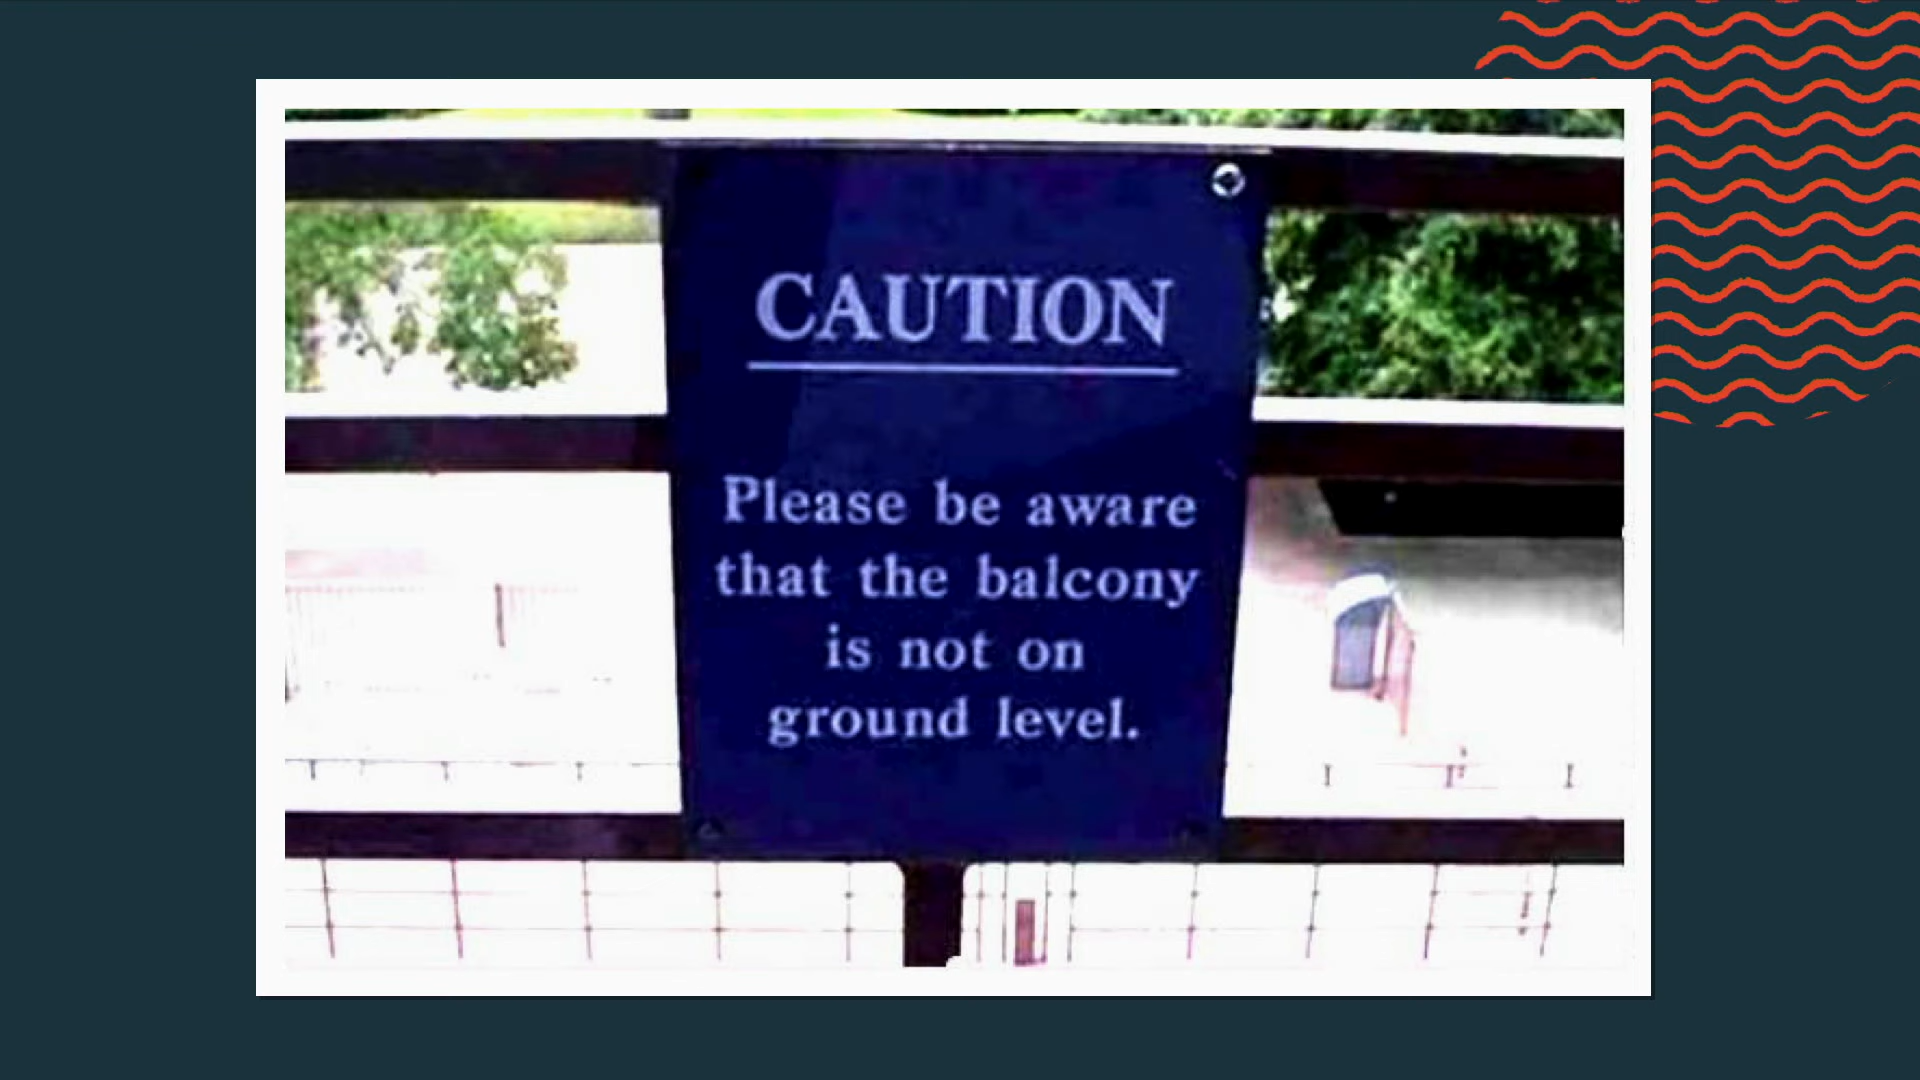 CAUTION
Please be aware
that the balcony
is not on
ground level.